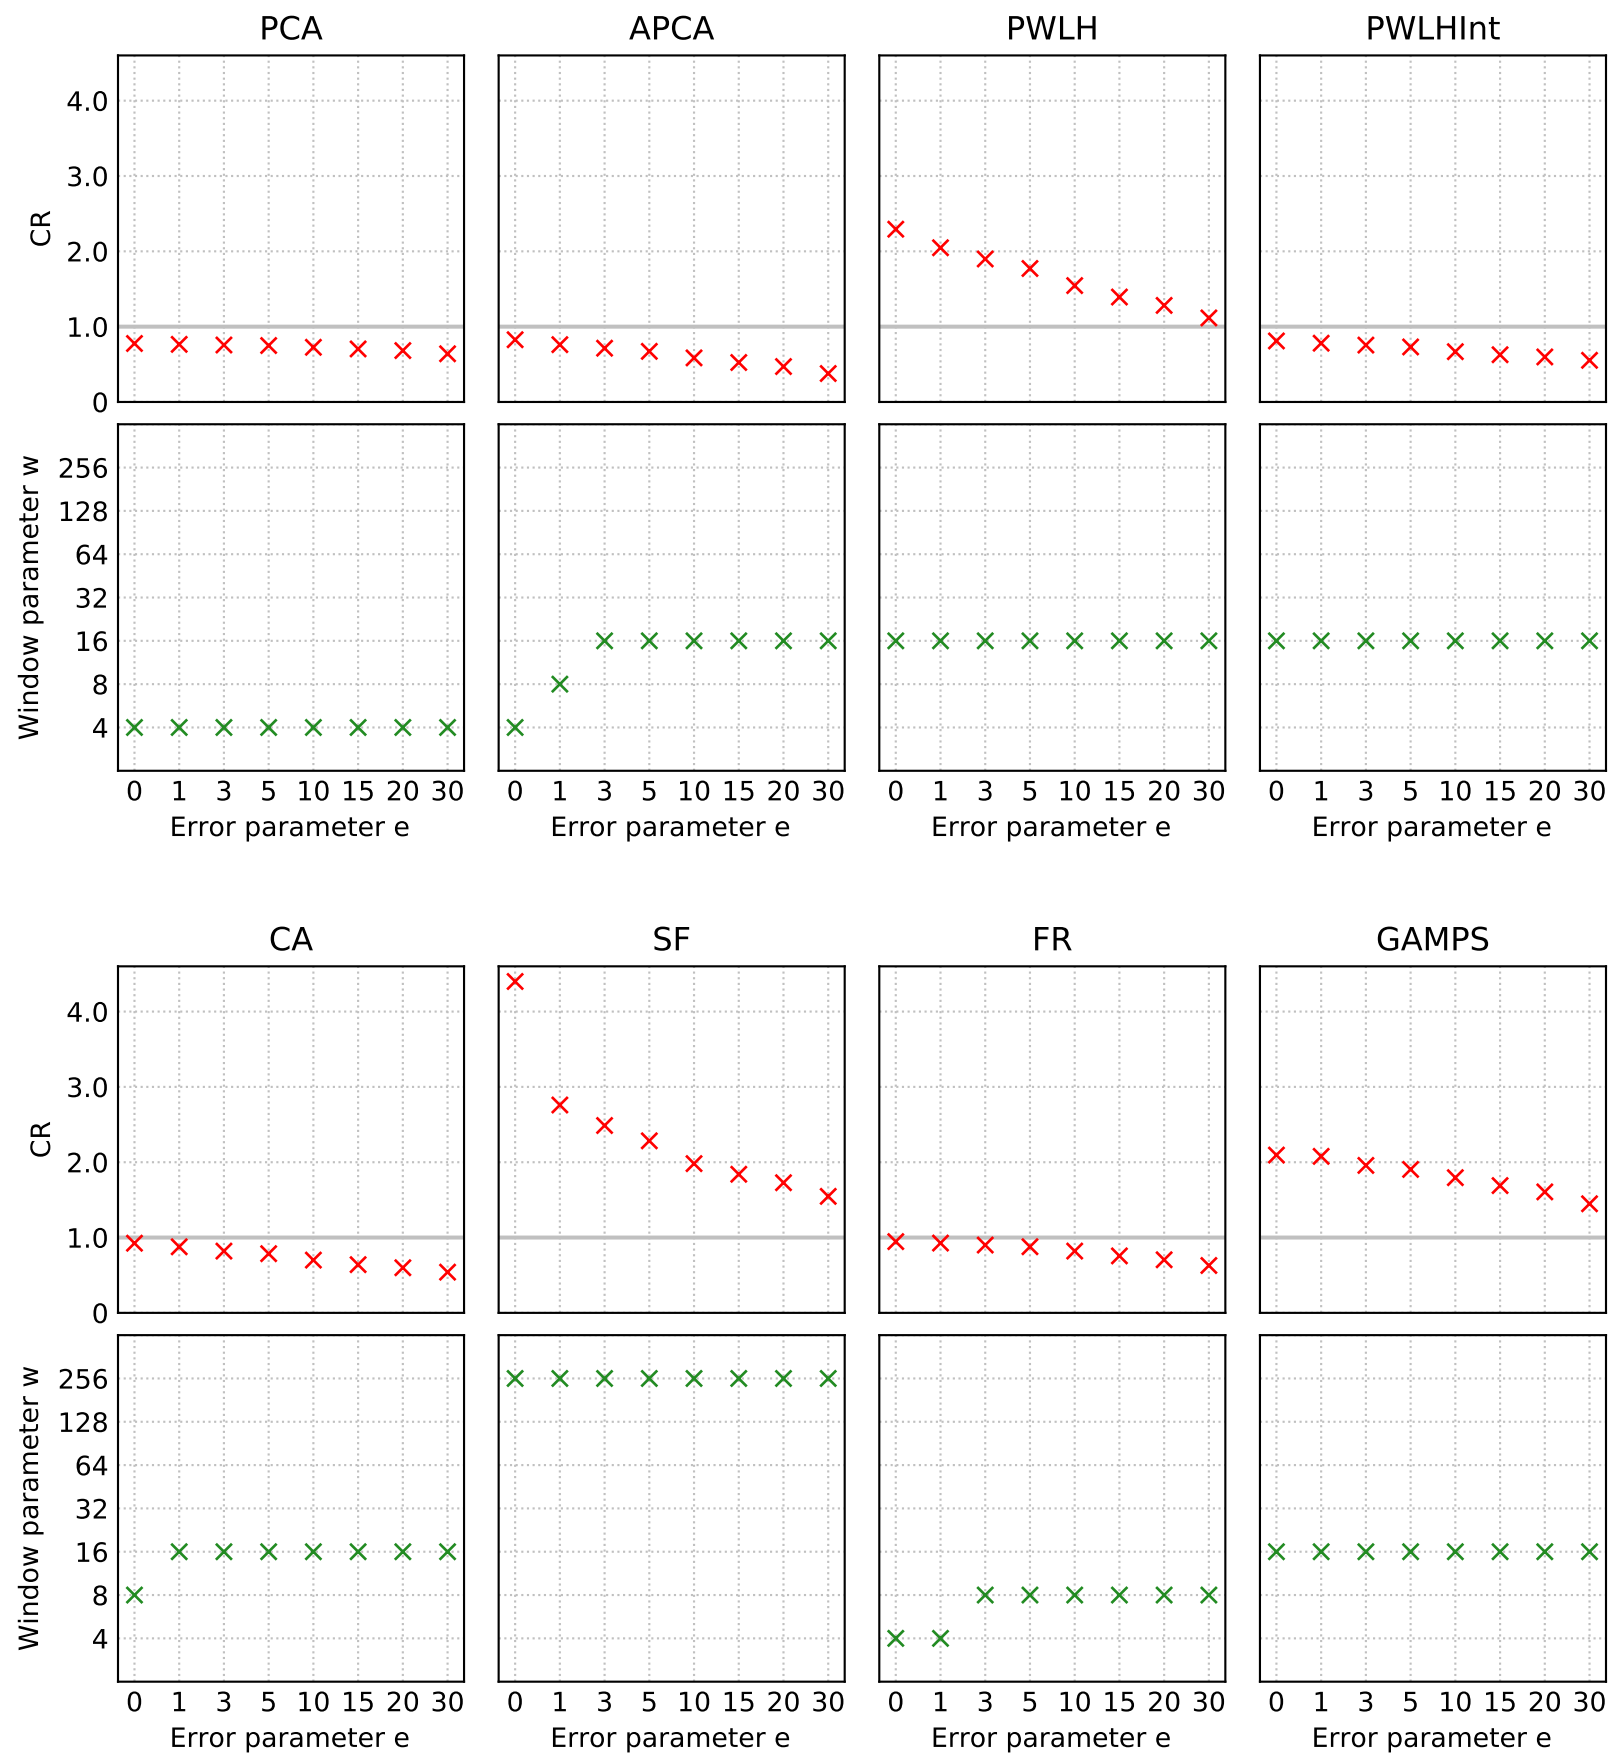 PCA APCA PWLH PWLHInt
4.0
3.0
CR
2.0
1.0
0
Window parameter w
256
128
64
32
16
8
4
0 1 3 5 10 15 20 30 0 1 3 5 10 15 20 30 0 1 3 5 10 15 20 30 0 1 3 5 10 15 20 30
Error parameter e Error parameter e Error parameter e Error parameter e
CA SF FR GAMPS
4.0
3.0
CR
2.0
1.0
0
Window parameter w
256
128
64
32
16
8
4
0 1 3 5 10 15 20 30 0 1 3 5 10 15 20 30 0 1 3 5 10 15 20 30 0 1 3 5 10 15 20 30
Error parameter e Error parameter e Error parameter e Error parameter e